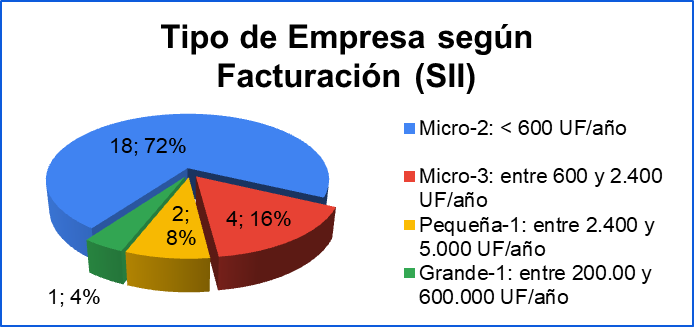 Tipo de Empresa según
Facturación (SII)
18; 72%
4; 16%
2;
8%
1; 4%
Micro-2: < 600 UF/año
Micro-3: entre 600 y 2.400
UF/año
Pequeña-1: entre 2.400 y
5.000 UF/año
Grande-1: entre 200.00 y
600.000 UF/año